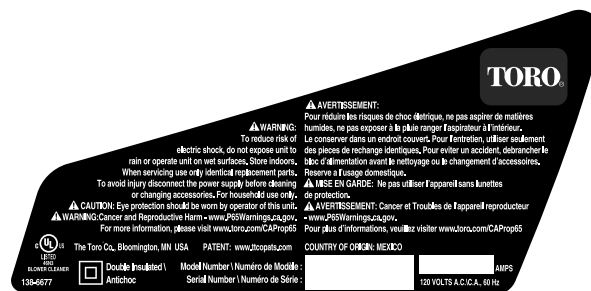 TORO®
⚠ WARNING:
To reduce risk of
electric shock, do not expose unit to
rain or operate unit on wet surfaces. Store indoors.
When servicing use only identical replacement parts.
To avoid injury disconnect the power supply before cleaning
or changing accessories. For household use only.
⚠ CAUTION: Eye protection should be worn by operator of this unit.
⚠ WARNING:Cancer and Reproductive Harm - www.P65Warnings.ca.gov.
For more information, please visit www.toro.com/CAProp65
⚠ AVERTISSEMENT:
Pour réduire les risques de choc életrique, ne pas aspirer de matières
humides, ne pas exposer à la pluie ranger l'aspirateur à l'intérieur.
Le conserver dans un endroit couvert. Pour l'entretien, utiliser seulement
des pieces de rechange identiques. Pour eviter un accident, debrancher le
bloc d'alimentation avant le nettoyage ou le changement d'accessoires.
Reserve a l'usage domestique.
⚠ MISE EN GARDE: Ne pas utiliser l'appareil sans lunettes
de protection.
⚠ AVERTISSEMENT: Cancer et Troubles de l'appareil reproducteur
- www.P65Warnings.ca.gov.
Pour plus d'informations, veuillez visiter www.toro.com/CAProp65
C UL US
LISTED
46N3
BLOWER CLEANER
138-6677
The Toro Co., Bloomington, MN USA PATENT: www.ttcopats.com COUNTRY OF ORIGIN: MEXICO
Double Insulated \
Antichoc
Model Number \ Numéro de Modèle :
Serial Number \ Numéro de Série :
AMPS
120 VOLTS A.C./C.A., 60 Hz